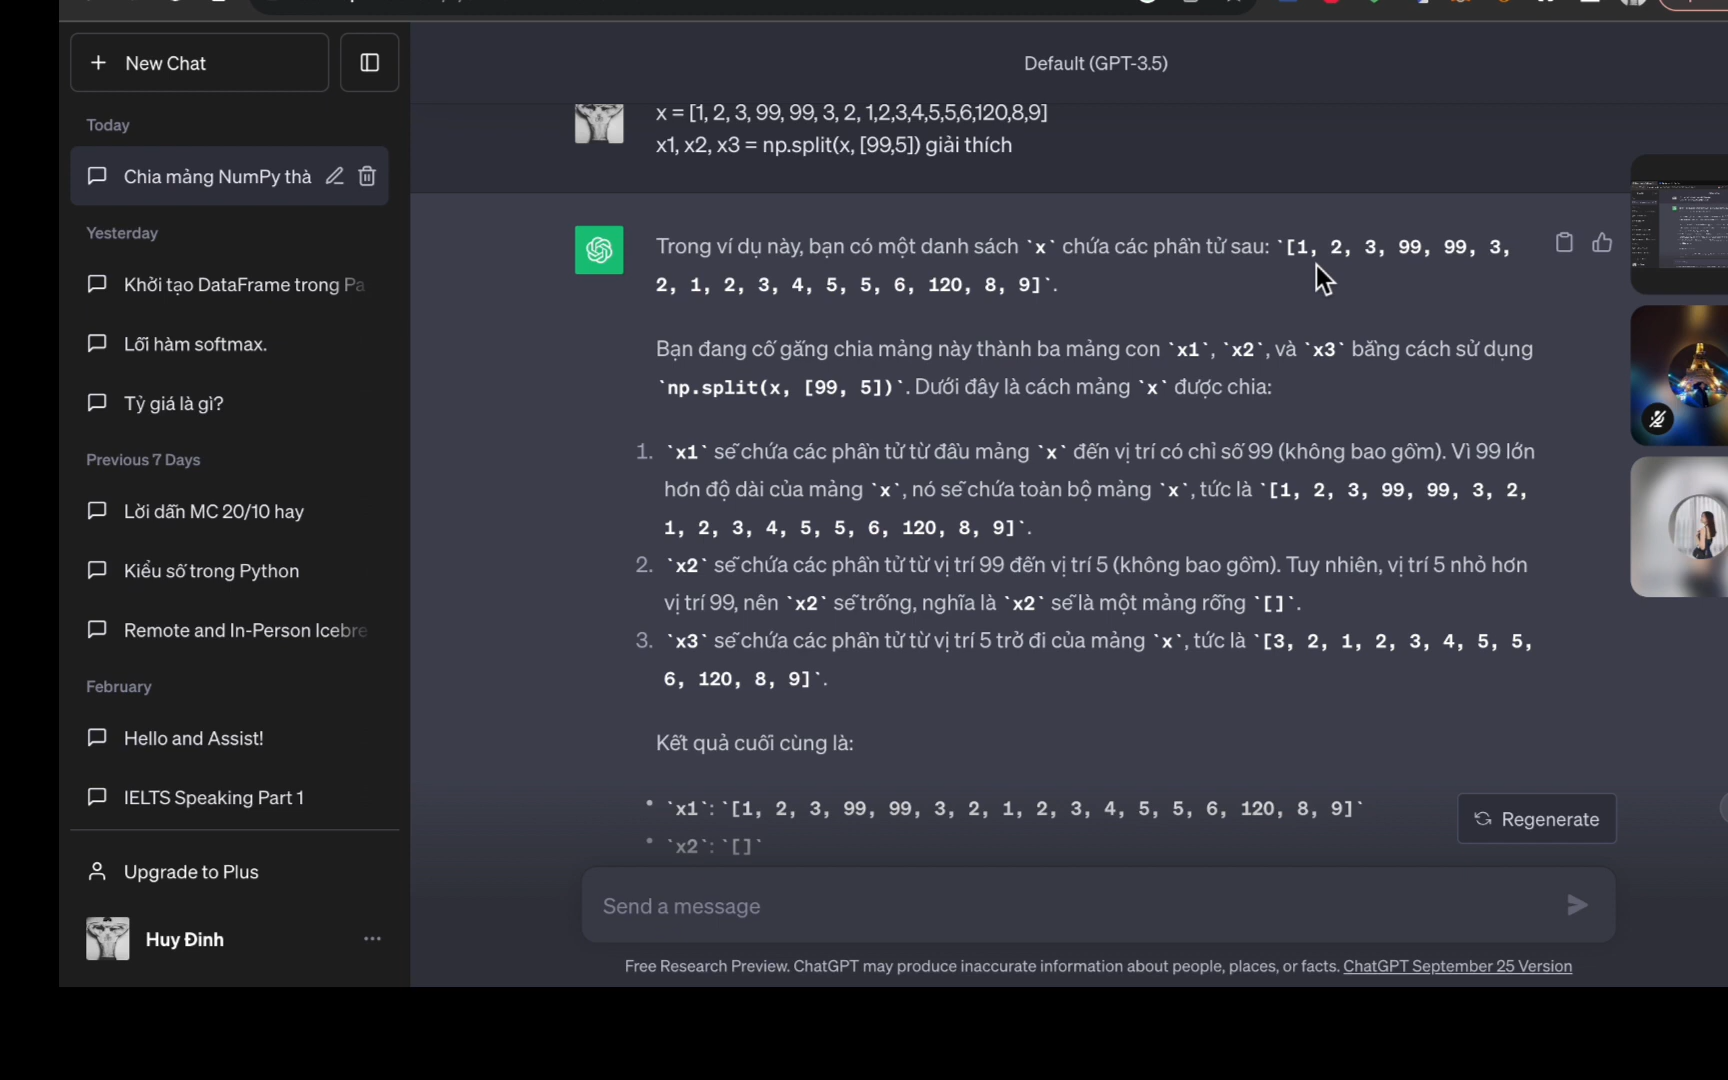 New Chat
Default (GPT-3.5)
Today
Chia mảng NumPy thà
Yesterday
Khởi tạo DataFrame trong Pa
Lỗi hàm softmax.
Tỷ giá là gì?
Previous 7 Days
Lời dẫn MC 20/10 hay
Kiểu số trong Python
Remote and In-Person Icebre
February
Hello and Assist!
IELTS Speaking Part 1
Upgrade to Plus
Huy Đinh
x = [1, 2, 3, 99, 99, 3, 2, 1,2,3,4,5,5,6,120,8,9]
x1, x2, x3 = np.split(x, [99,5]) giải thích
Trong ví dụ này, bạn có một danh sách `x` chứa các phần tử sau: `[1, 2, 3, 99, 99, 3,
2, 1, 2, 3, 4, 5, 5, 6, 120, 8, 9]`.
Bạn đang cố gắng chia mảng này thành ba mảng con `x1`, `x2`, và `x3` bằng cách sử dụng
`np.split(x, [99, 5])`. Dưới đây là cách mảng `x` được chia:
1. `x1` sẽ chứa các phần tử từ đầu mảng `x` đến vị trí có chỉ số 99 (không bao gồm). Vì 99 lớn
hơn độ dài của mảng `x`, nó sẽ chứa toàn bộ mảng `x`, tức là `[1, 2, 3, 99, 99, 3, 2,
1, 2, 3, 4, 5, 5, 6, 120, 8, 9]`.
2. `x2` sẽ chứa các phần tử từ vị trí 99 đến vị trí 5 (không bao gồm). Tuy nhiên, vị trí 5 nhỏ hơn
vị trí 99, nên `x2` sẽ trống, nghĩa là `x2` sẽ là một mảng rỗng `[]`.
3. `x3` sẽ chứa các phần tử từ vị trí 5 trở đi của mảng `x`, tức là `[3, 2, 1, 2, 3, 4, 5, 5,
6, 120, 8, 9]`.
Kết quả cuối cùng là:
• `x1`: `[1, 2, 3, 99, 99, 3, 2, 1, 2, 3, 4, 5, 5, 6, 120, 8, 9]`
• `x2`: `[]`
Regenerate
Send a message
Free Research Preview. ChatGPT may produce inaccurate information about people, places, or facts. ChatGPT September 25 Version